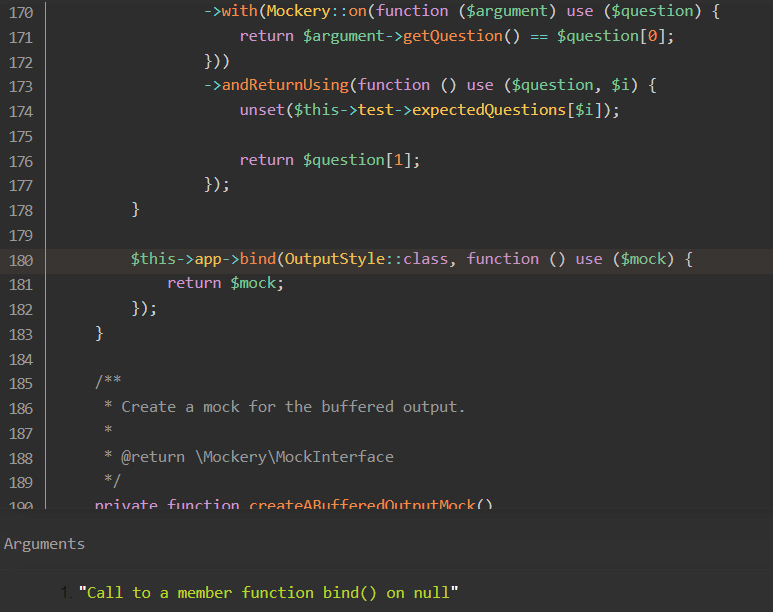 170 ->with(Mockery::on(function ($argument) use ($question) {
171 return $argument->getQuestion() == $question[0];
172 }))
173 ->andReturnUsing(function () use ($question, $i) {
174 unset($this->test->expectedQuestions[$i]);
175
176 return $question[1];
177 });
178 }
179
180 $this->app->bind(OutputStyle::class, function () use ($mock) {
181 return $mock;
182 });
183 }
184
185 /**
186 * Create a mock for the buffered output.
187 *
188 * @return \Mockery\MockInterface
189 */
190 private function createABufferedOutputMock()
Arguments
1. "Call to a member function bind() on null"